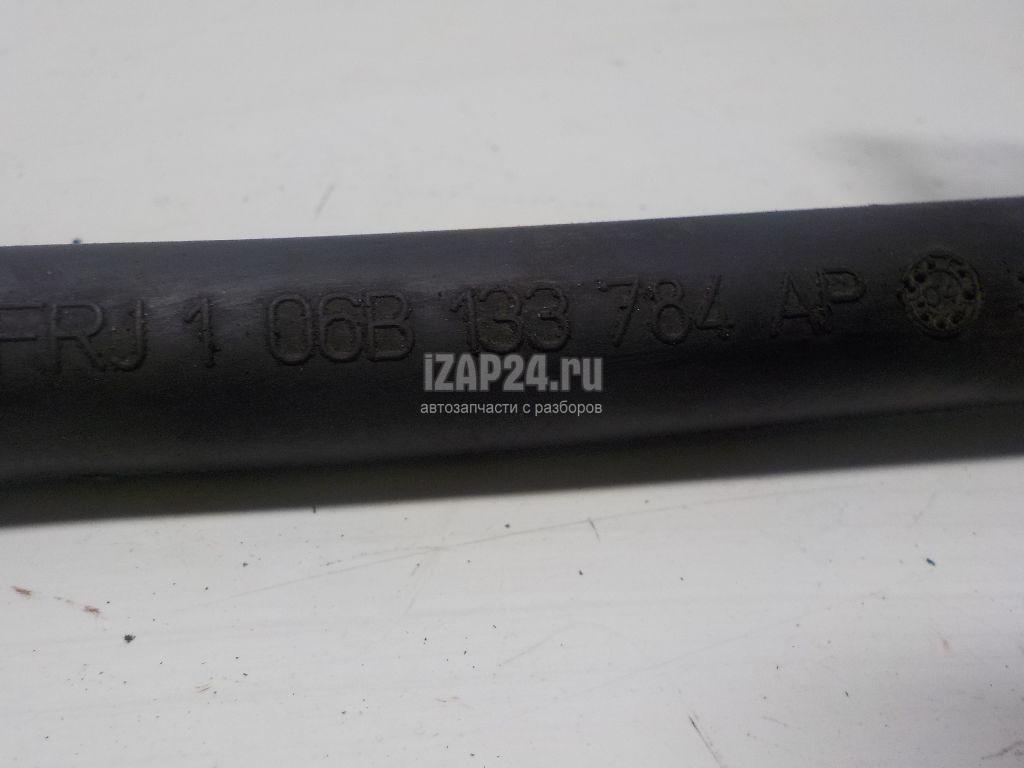 FRJ 1 06B 133 784 AP
iZAP24.ru
автозапчасти с разборов